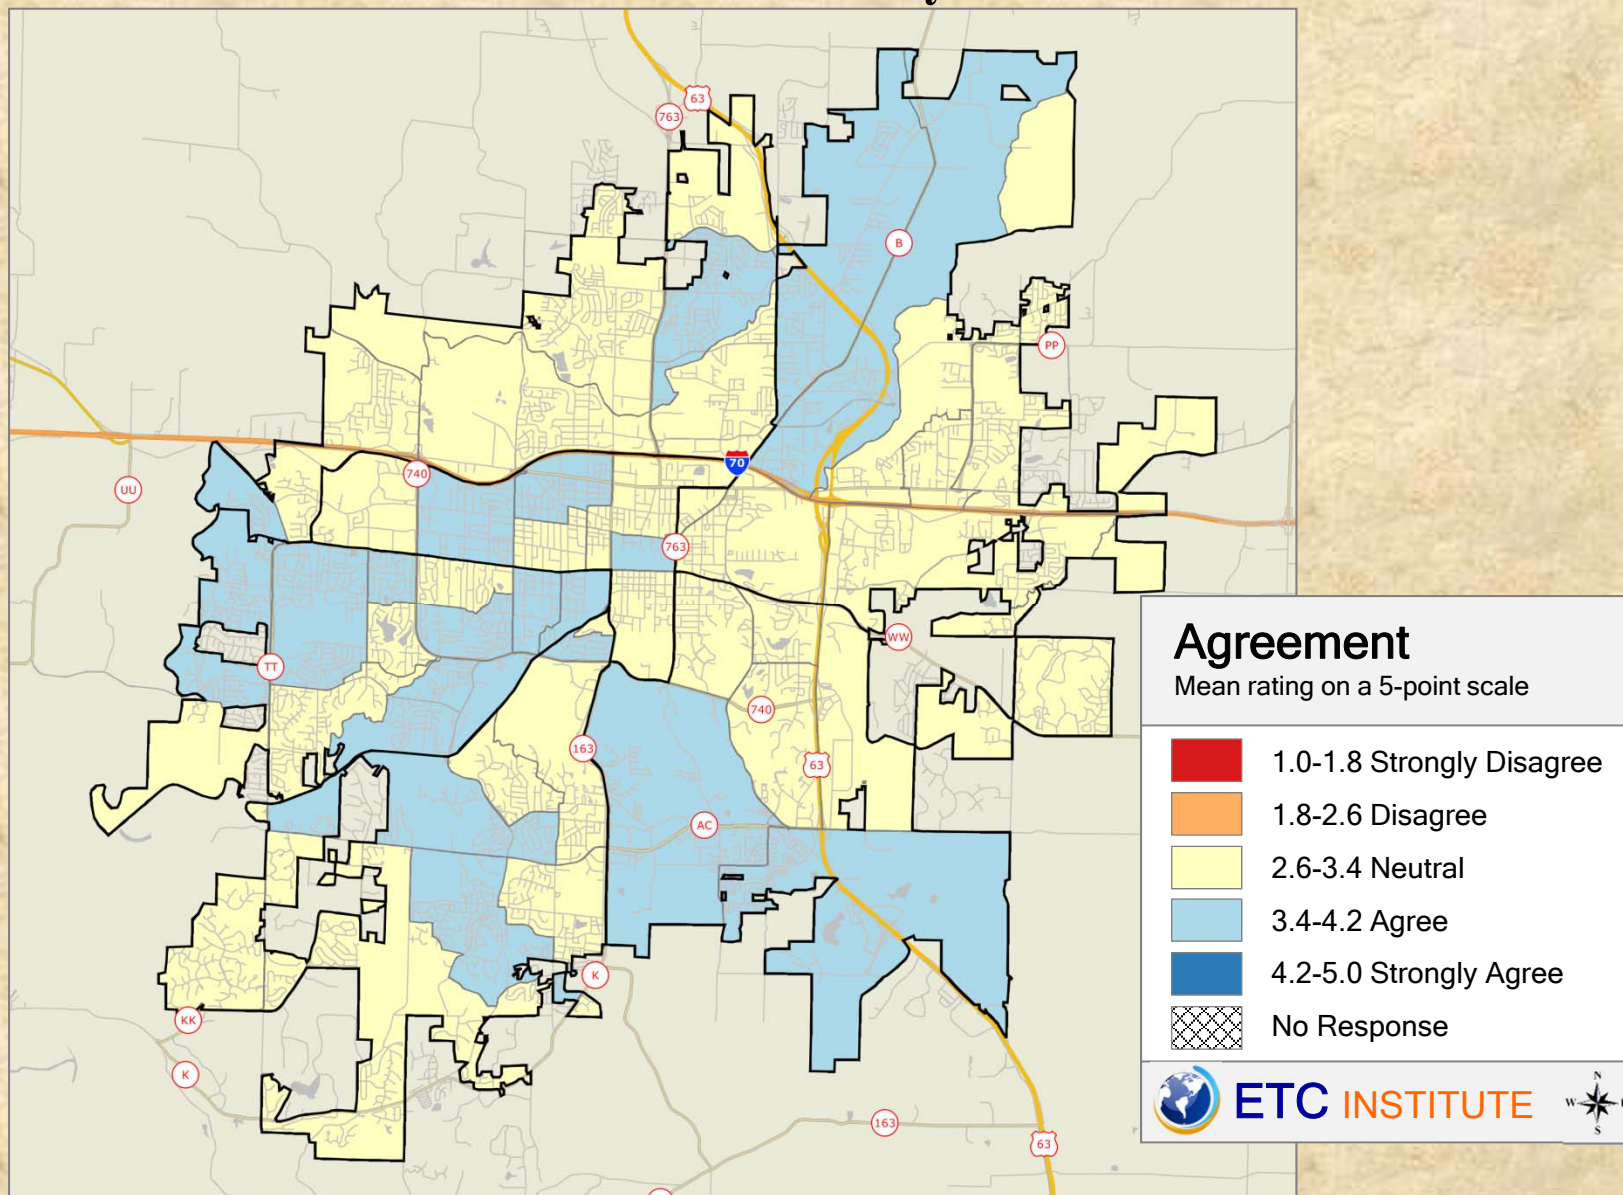 63
763
B
PP
70
740
UU
763
WW
TT
740
163
63
AC
K
KK
K
163
63
Agreement
Mean rating on a 5-point scale
1.0-1.8 Strongly Disagree
1.8-2.6 Disagree
2.6-3.4 Neutral
3.4-4.2 Agree
4.2-5.0 Strongly Agree
No Response
ETC INSTITUTE
N
W
S